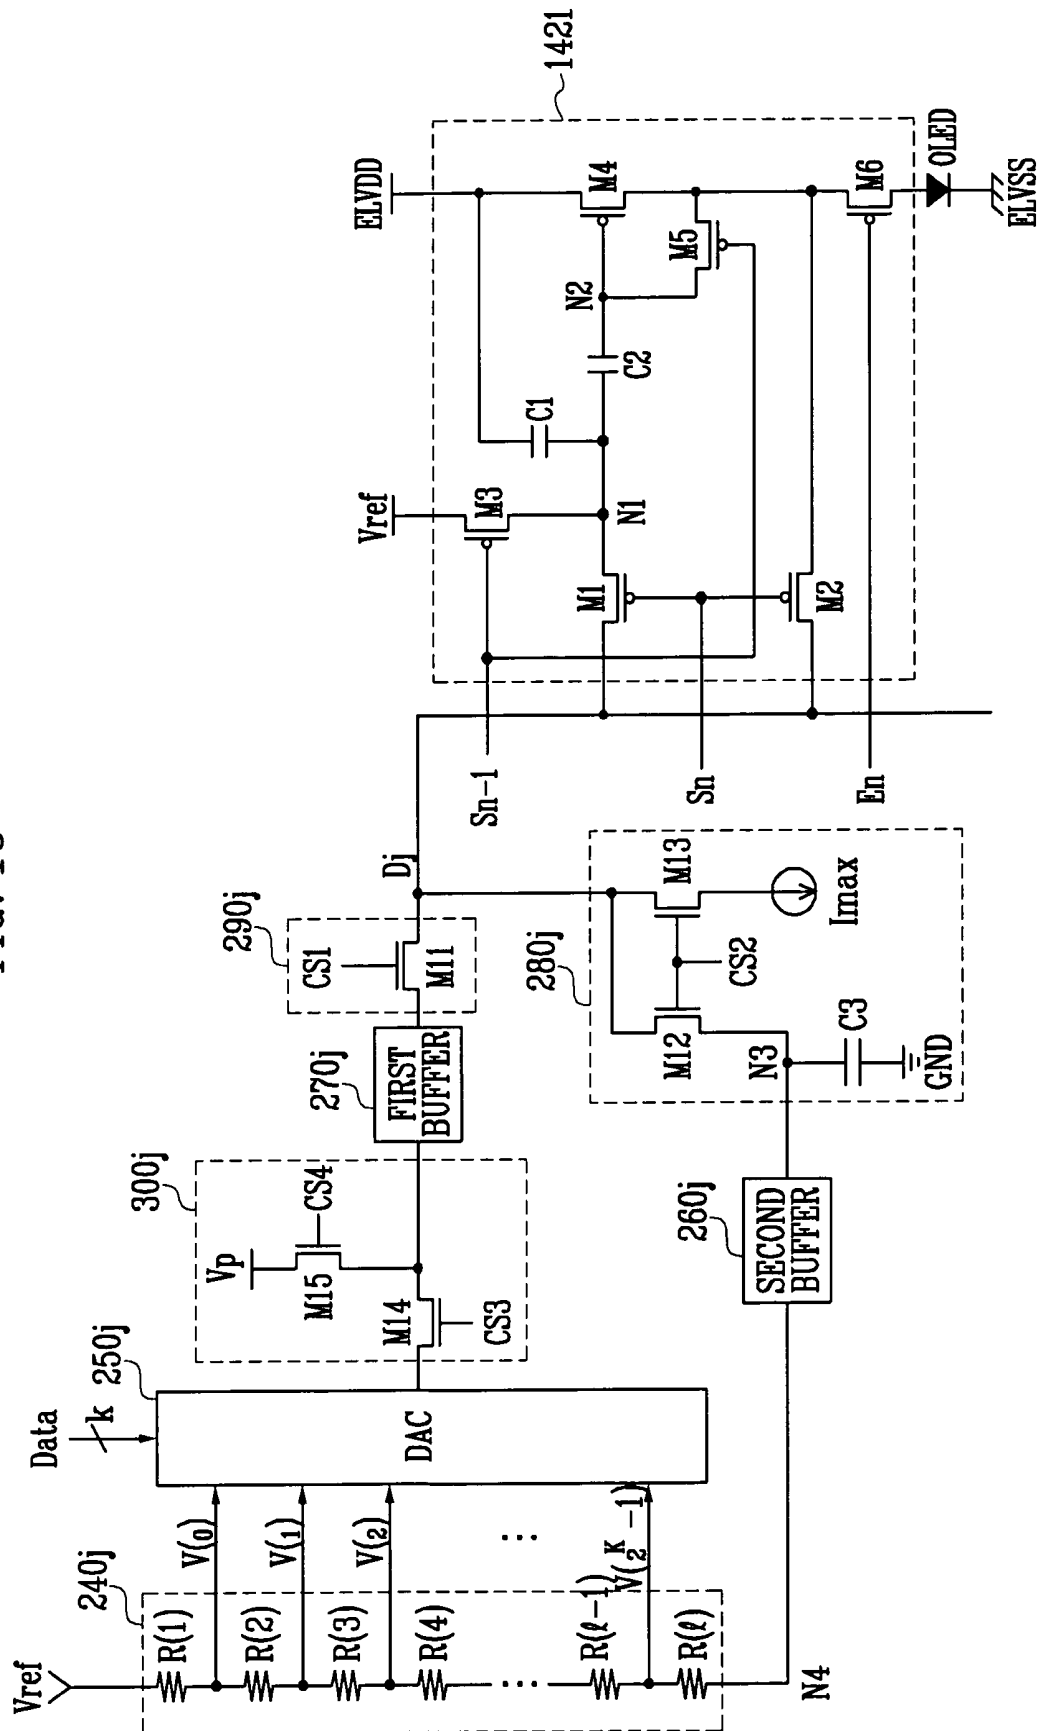 Vref
240j
R(1)
R(2)
R(3)
R(4)
...
R(ℓ-1)
R(ℓ)
N4
V(0)
V(1)
V(2)
...
V(2^K-1)
Data
k
250j
DAC
300j
Vp
M15
CS4
M14
CS3
270j
FIRST
BUFFER
260j
SECOND
BUFFER
290j
CS1
M11
Dj
280j
M12
M13
CS2
N3
C3
GND
Imax
Sn-1
Sn
En
1421
Vref
M3
M1
N1
M2
C1
C2
N2
ELVDD
M4
M5
M6
OLED
ELVSS